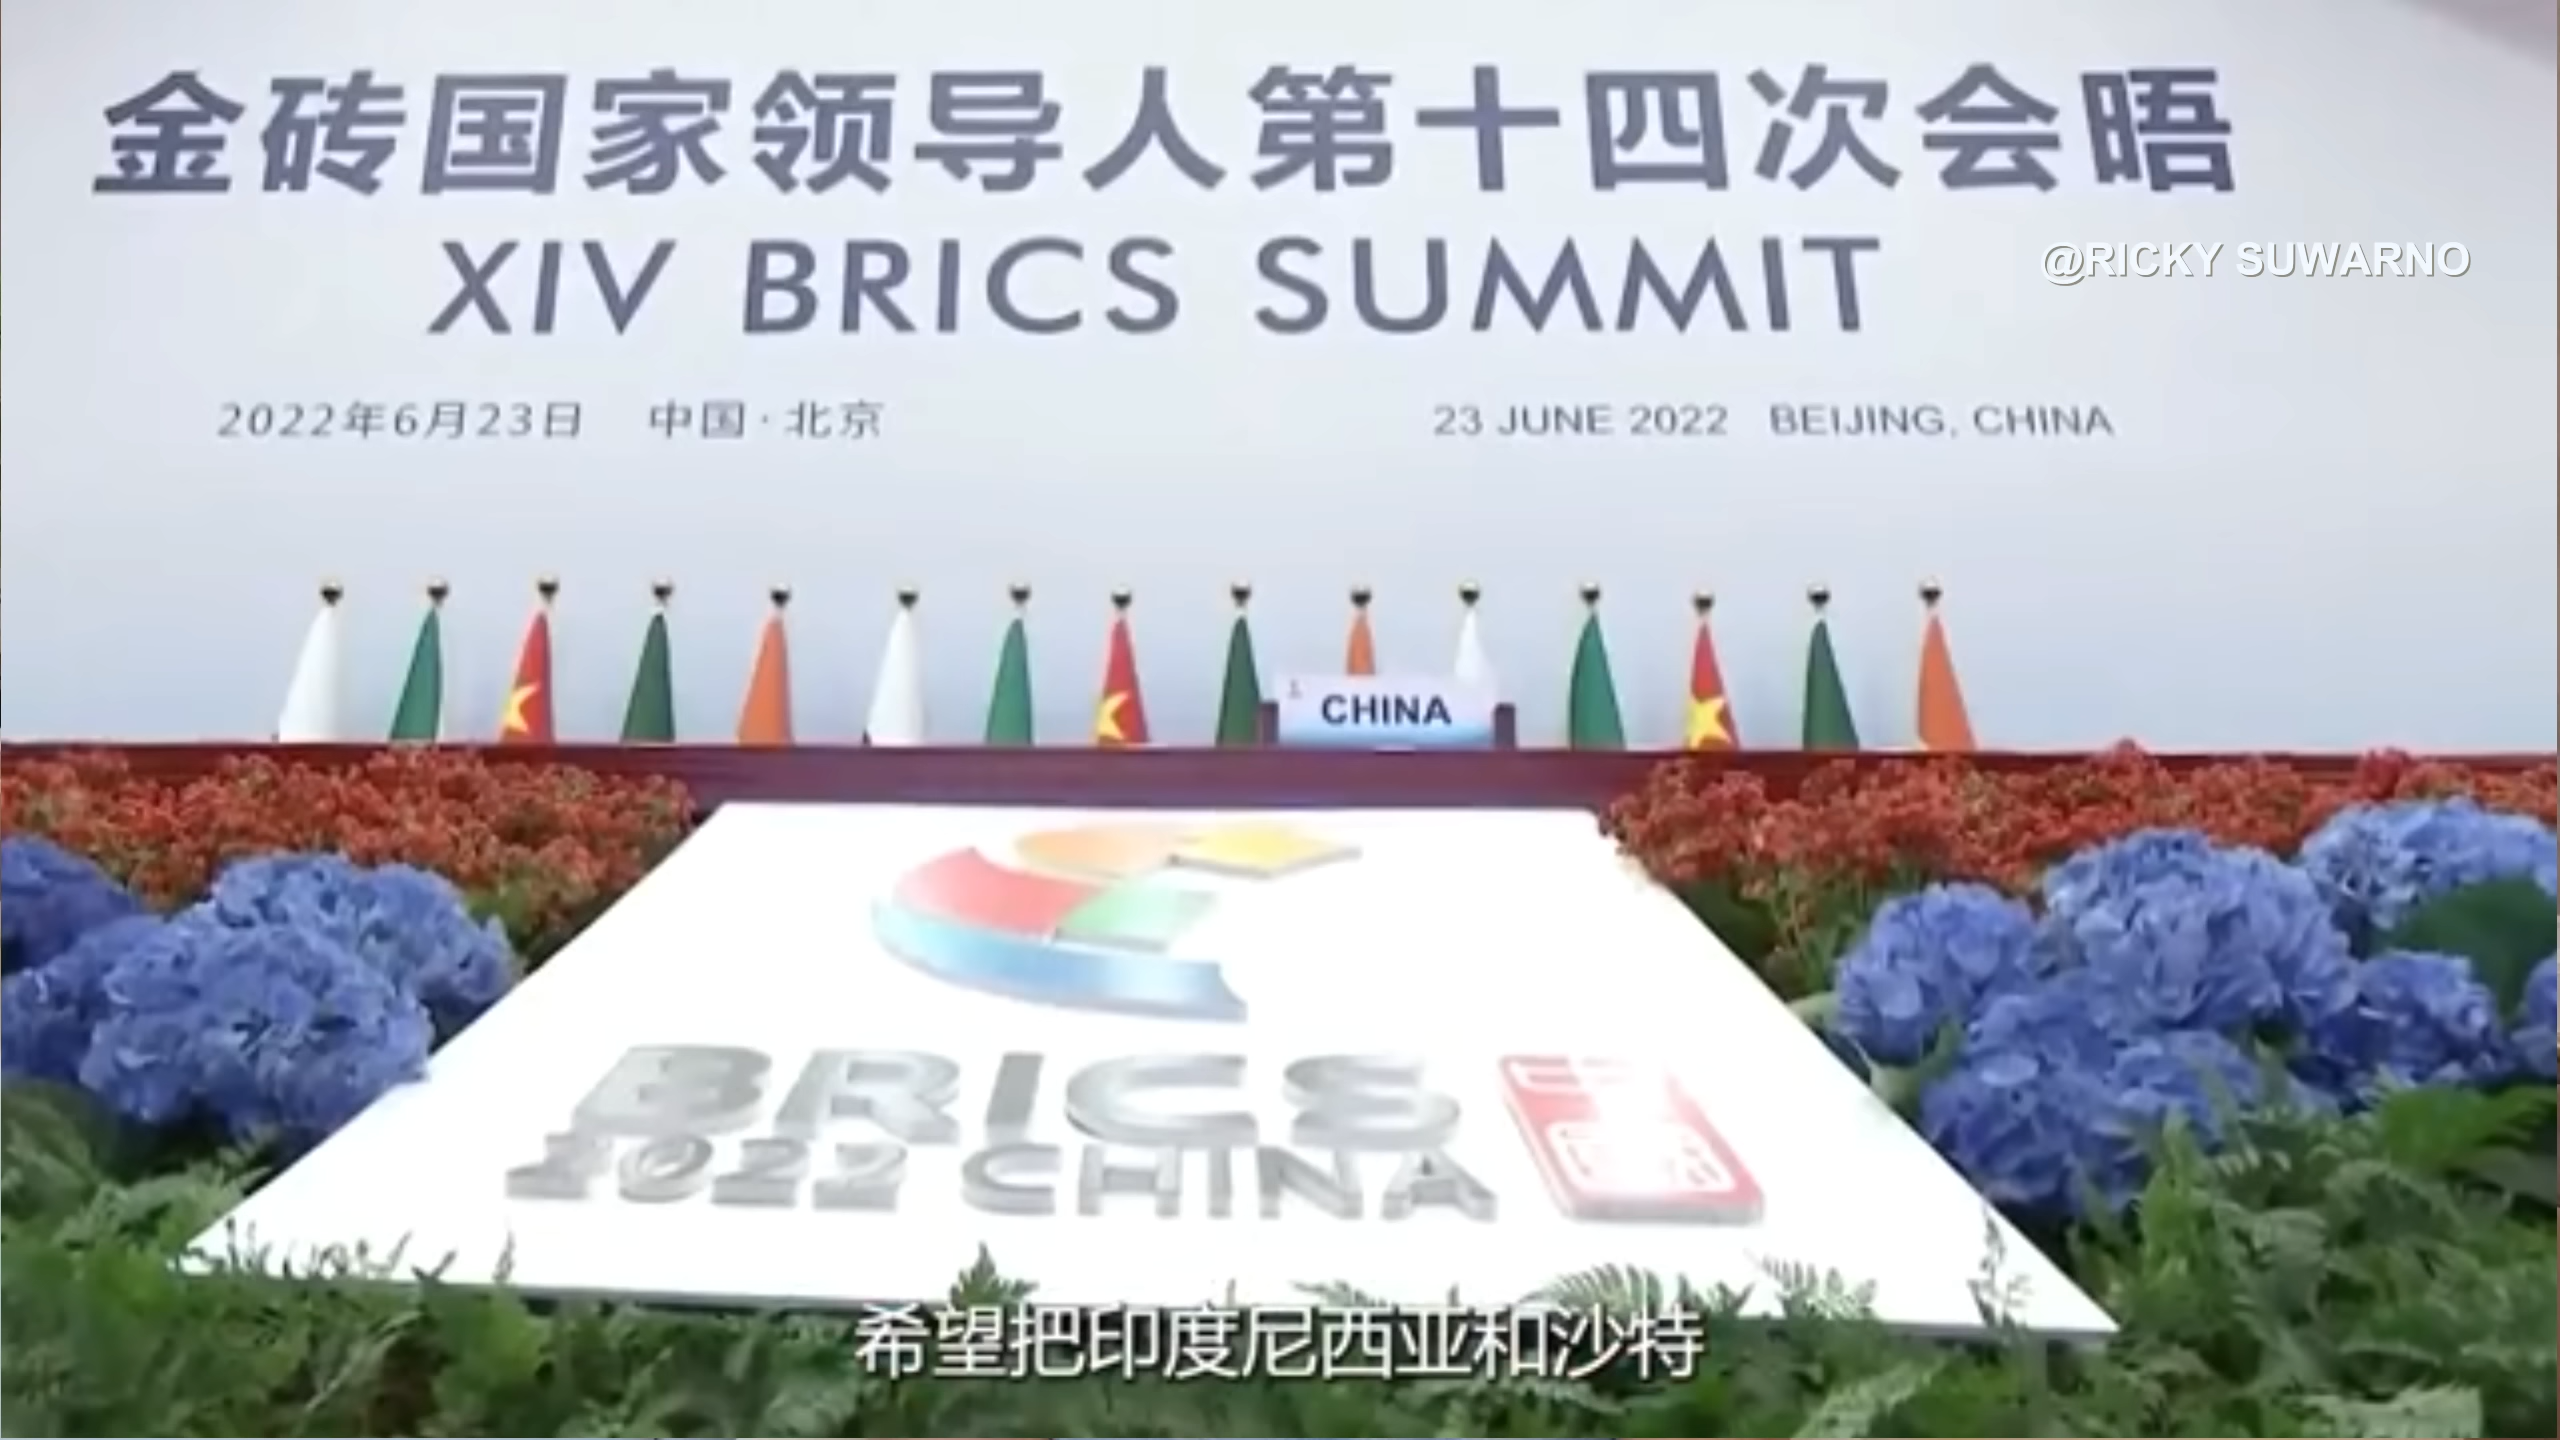 金砖国家领导人第十四次会晤
XIV BRICS SUMMIT
@RICKY SUWARNO
2022年6月23日 中国·北京
23 JUNE 2022 BEIJING, CHINA
CHINA
BRICS
2022 CHINA
中国
希望把印度尼西亚和沙特